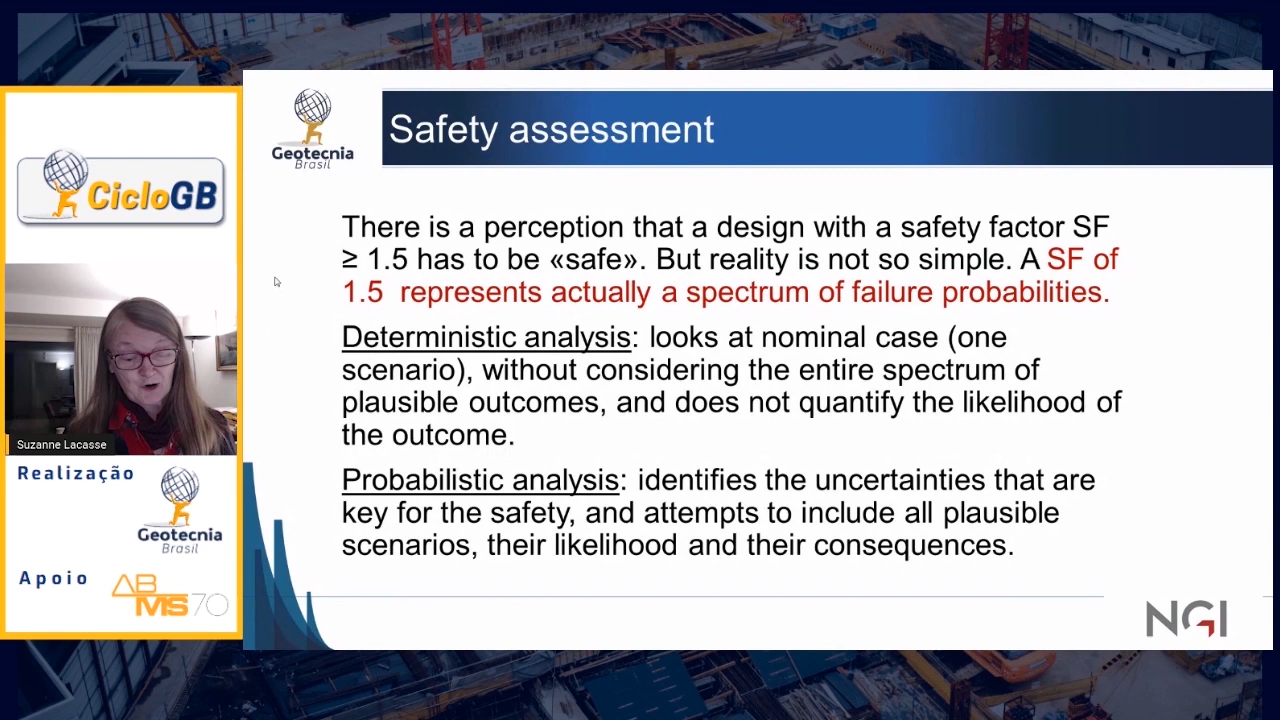 Geotecnia
Brasil
Safety assessment
CicloGB
There is a perception that a design with a safety factor SF
≥ 1.5 has to be «safe». But reality is not so simple. A SF of
1.5  represents actually a spectrum of failure probabilities.
Deterministic analysis: looks at nominal case (one
scenario), without considering the entire spectrum of
plausible outcomes, and does not quantify the likelihood of
the outcome.
Probabilistic analysis: identifies the uncertainties that are
key for the safety, and attempts to include all plausible
scenarios, their likelihood and their consequences.
Suzanne Lacasse
Realização
Geotecnia
Brasil
Apoio
ABMS70
NGI